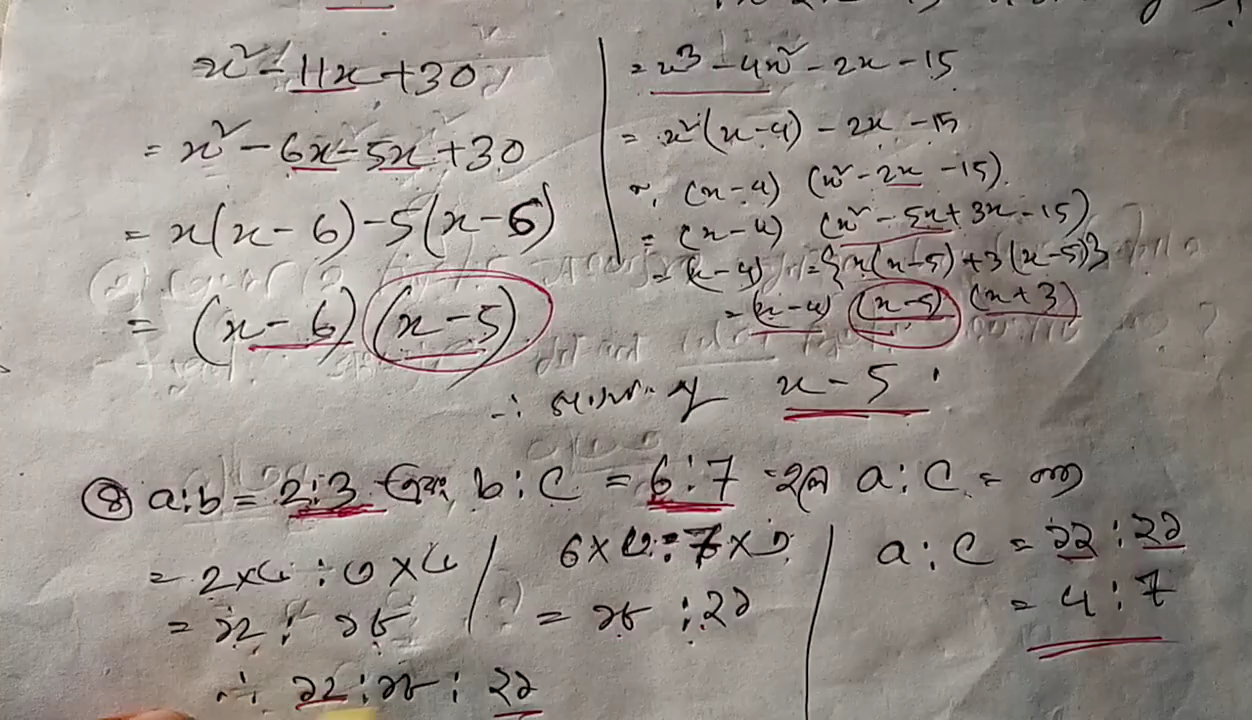 x² - 11x + 30
= x² - 6x - 5x + 30
= x(x - 6) - 5(x - 6)
= (x - 6) (x - 5)
= x³ - 4x² - 2x - 15
= x²(x - 4) - 2x - 15
(x - 4) (x² - 2x - 15)
= (x - 4) (x² - 5x + 3x - 15)
= (x - 4) = {x(x - 5) + 3(x - 5)}
= (x - 4) (x - 5) (x + 3)
∴ x - 5
a : b = 2 : 3 এবং b : c = 6 : 7 হলে a : c = কত
= 2 × ৬ : ৩ × ৬
= ১২ : ১৮
6 × ৩ : 7 × ৩
= ১৮ : ২১
∴ ১২ : ১৮ : ২১
a : c = ১২ : ২১
= 4 : 7